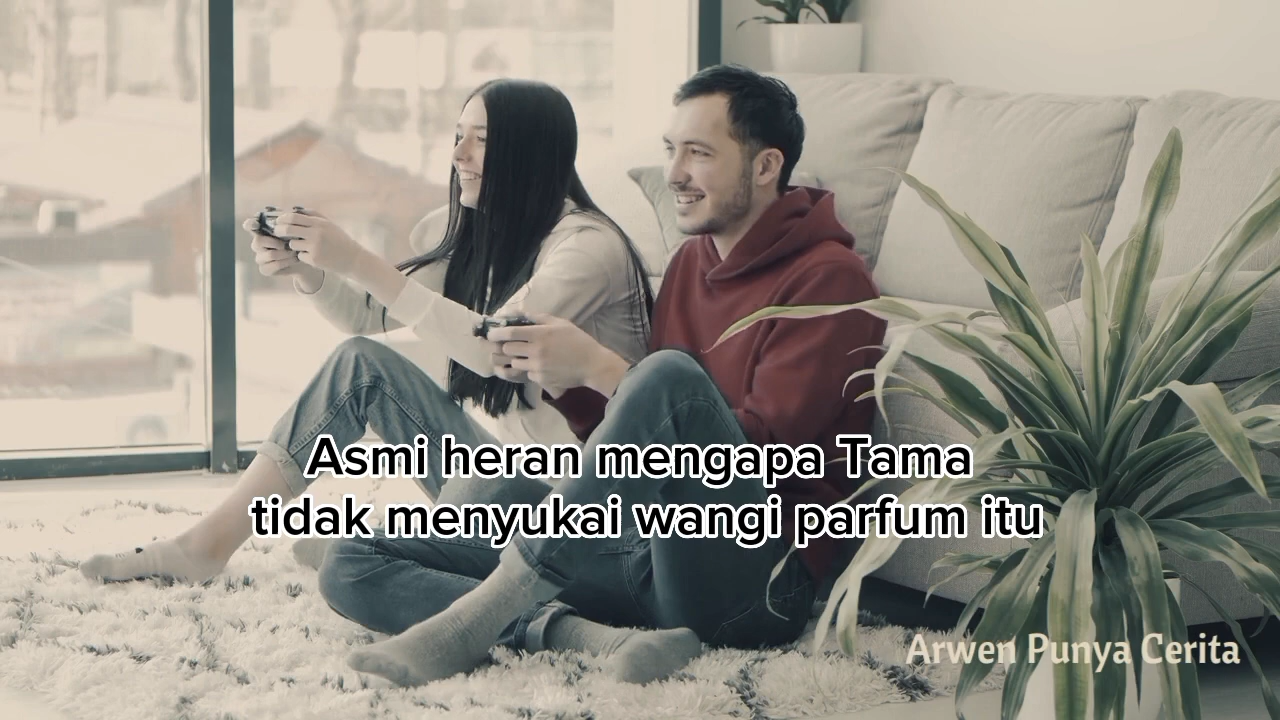 Asmi heran mengapa Tama
tidak menyukai wangi parfum itu
Arwen Punya Cerita